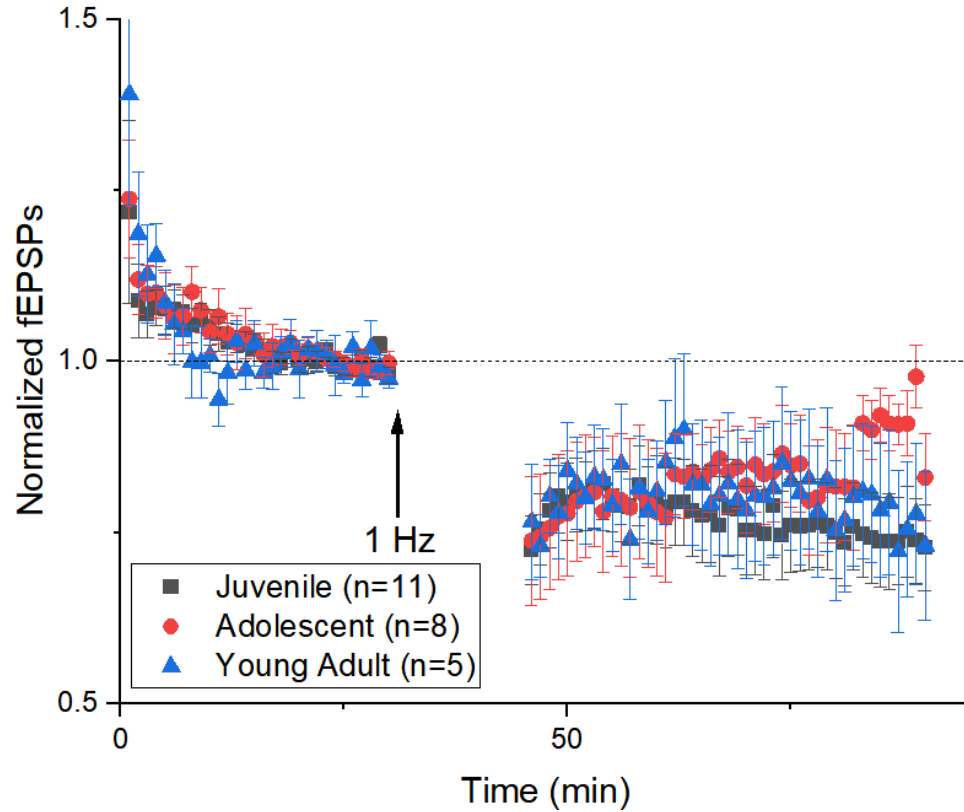 1.5
1.0
0.5
Normalized fEPSPs
1 Hz
Juvenile (n=11)
Adolescent (n=8)
Young Adult (n=5)
0
50
Time (min)